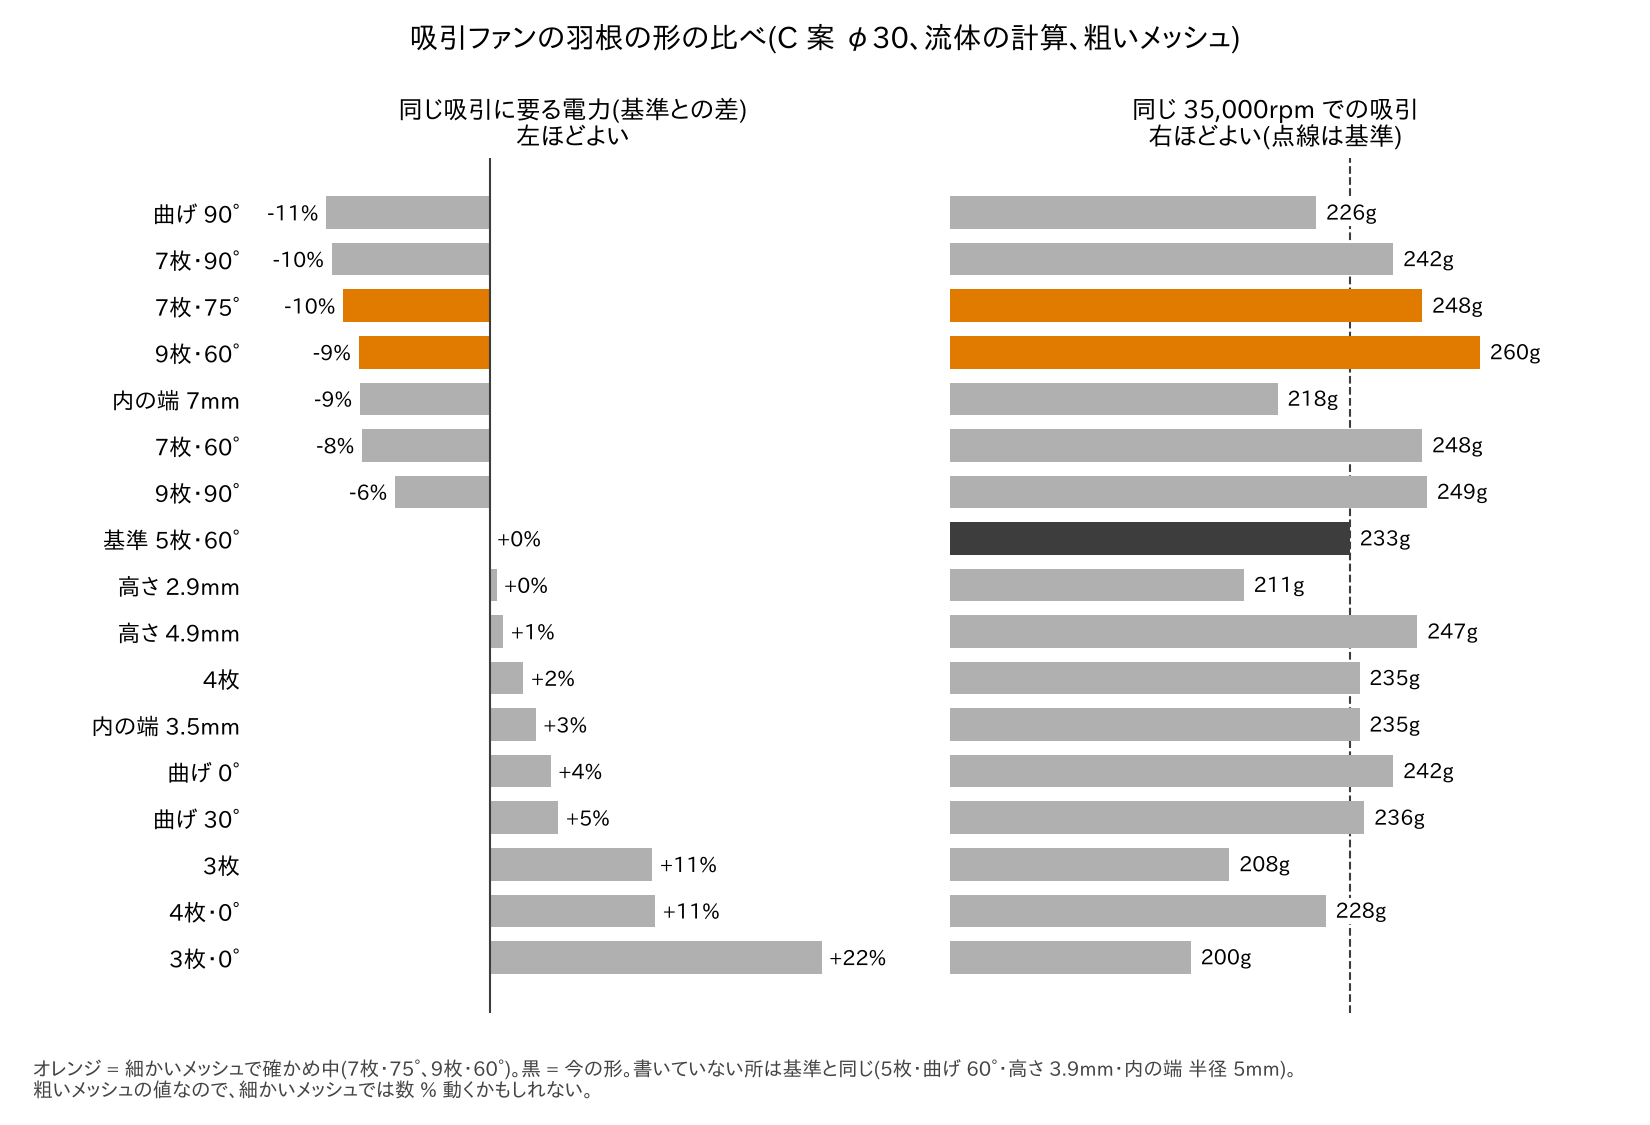 吸引ファンの羽根の形の比べ(C 案 φ30、流体の計算、粗いメッシュ)
同じ吸引に要る電力(基準との差)
左ほどよい
同じ 35,000rpm での吸引
右ほどよい(点線は基準)
曲げ 90° -11% 226g
7枚・90° -10% 242g
7枚・75° -10% 248g
9枚・60° -9% 260g
内の端 7mm -9% 218g
7枚・60° -8% 248g
9枚・90° -6% 249g
基準 5枚・60° +0% 233g
高さ 2.9mm +0% 211g
高さ 4.9mm +1% 247g
4枚 +2% 235g
内の端 3.5mm +3% 235g
曲げ 0° +4% 242g
曲げ 30° +5% 236g
3枚 +11% 208g
4枚・0° +11% 228g
3枚・0° +22% 200g
オレンジ = 細かいメッシュで確かめ中(7枚・75°、9枚・60°)。黒 = 今の形。書いていない所は基準と同じ(5枚・曲げ 60°・高さ 3.9mm・内の端 半径 5mm)。
粗いメッシュの値なので、細かいメッシュでは数 % 動くかもしれない。